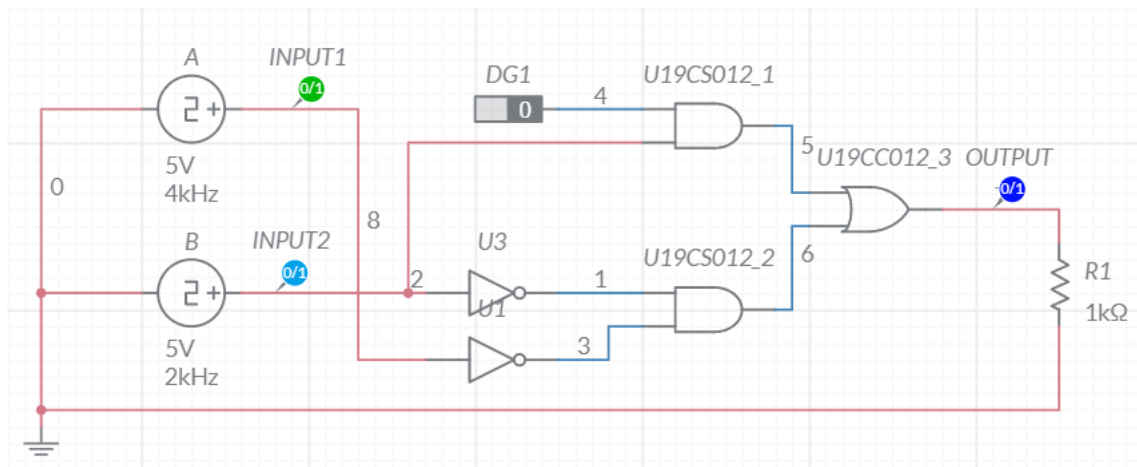 A
INPUT1
0/1
5V
4kHz
0
8
DG1
0
4
U19CS012_1
5
U19CC012_3
OUTPUT
0/1
B
INPUT2
0/1
5V
2kHz
2
U3
1
U1
3
U19CS012_2
6
R1
1kΩ